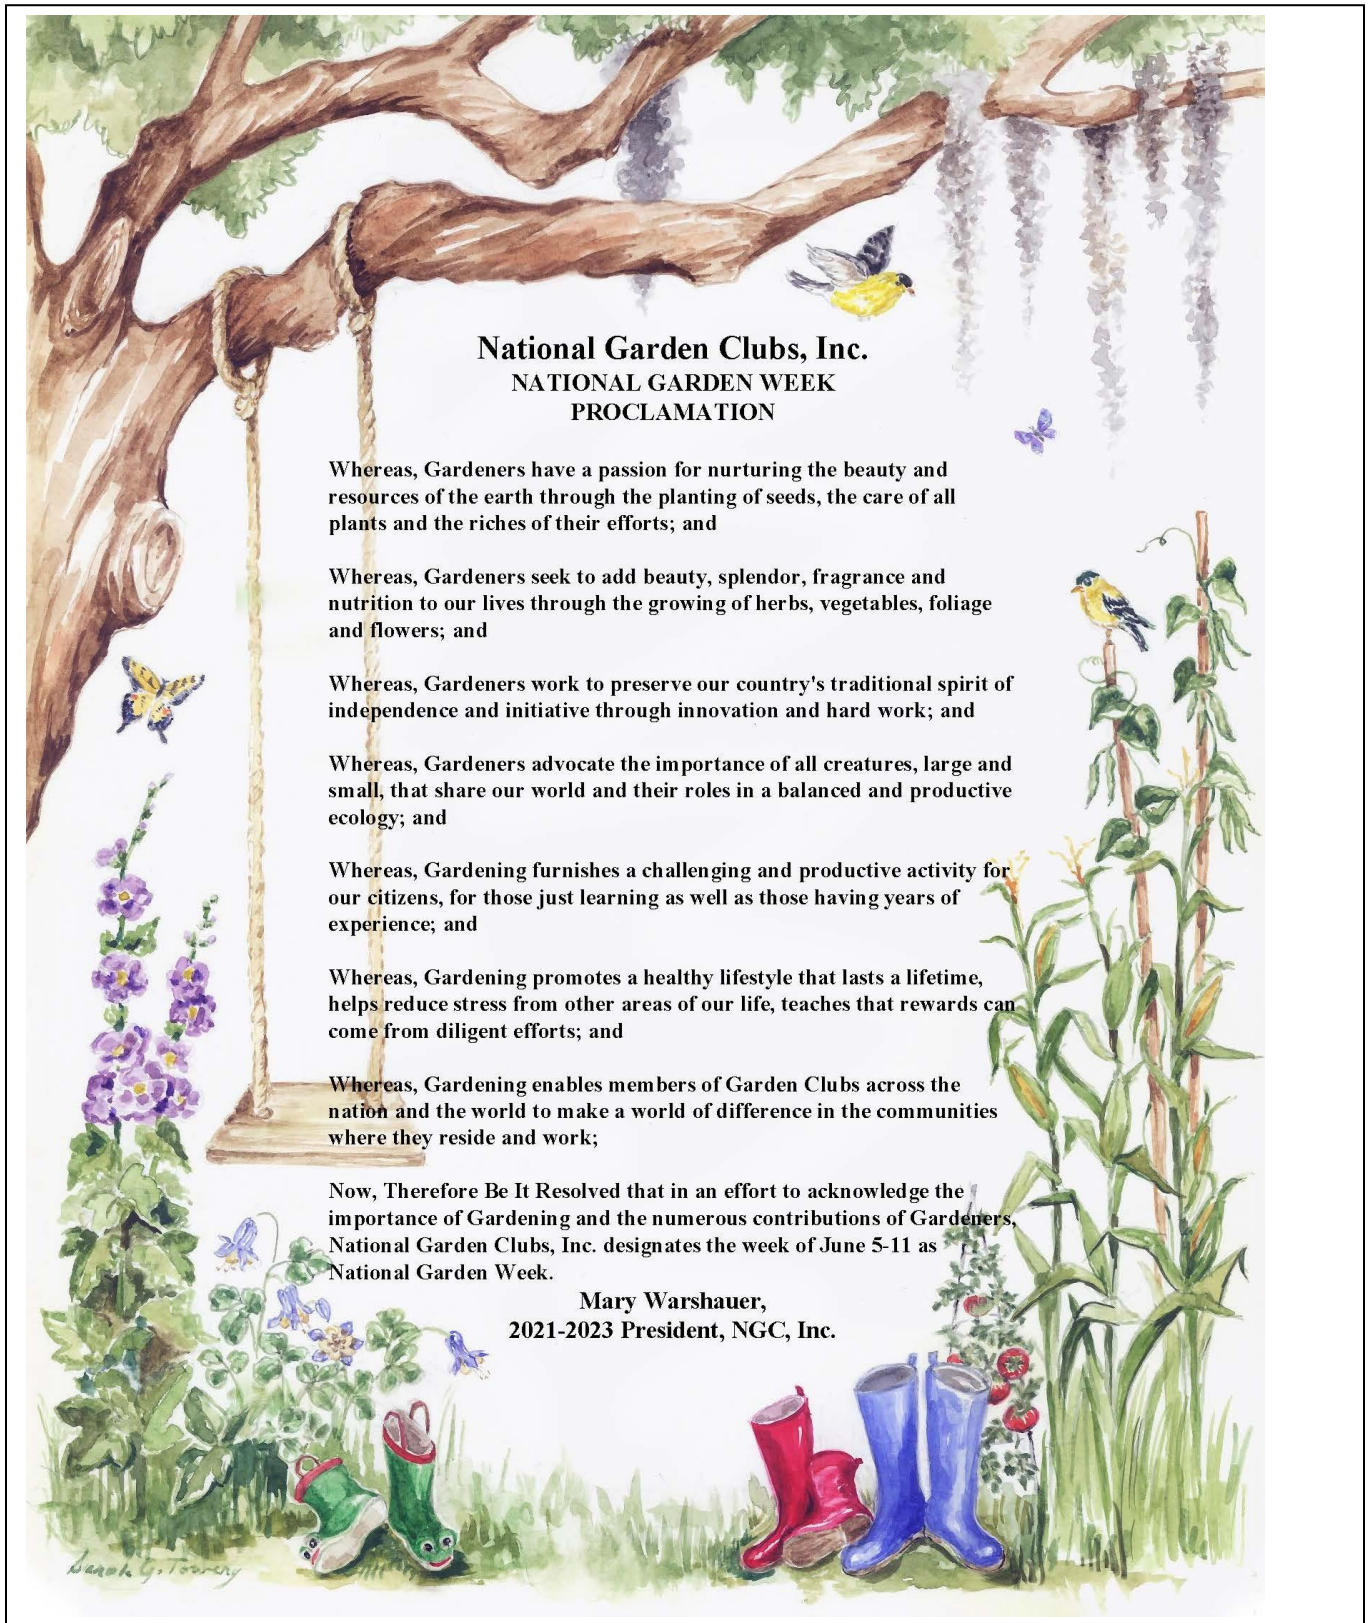 National Garden Clubs, Inc.
NATIONAL GARDEN WEEK
PROCLAMATION
Whereas, Gardeners have a passion for nurturing the beauty and
resources of the earth through the planting of seeds, the care of all
plants and the riches of their efforts; and
Whereas, Gardeners seek to add beauty, splendor, fragrance and
nutrition to our lives through the growing of herbs, vegetables, foliage
and flowers; and
Whereas, Gardeners work to preserve our country's traditional spirit of
independence and initiative through innovation and hard work; and
Whereas, Gardeners advocate the importance of all creatures, large and
small, that share our world and their roles in a balanced and productive
ecology; and
Whereas, Gardening furnishes a challenging and productive activity for
our citizens, for those just learning as well as those having years of
experience; and
Whereas, Gardening promotes a healthy lifestyle that lasts a lifetime,
helps reduce stress from other areas of our life, teaches that rewards can
come from diligent efforts; and
Whereas, Gardening enables members of Garden Clubs across the
nation and the world to make a world of difference in the communities
where they reside and work;
Now, Therefore Be It Resolved that in an effort to acknowledge the
importance of Gardening and the numerous contributions of Gardeners,
National Garden Clubs, Inc. designates the week of June 5-11 as
National Garden Week.
Mary Warshauer,
2021-2023 President, NGC, Inc.